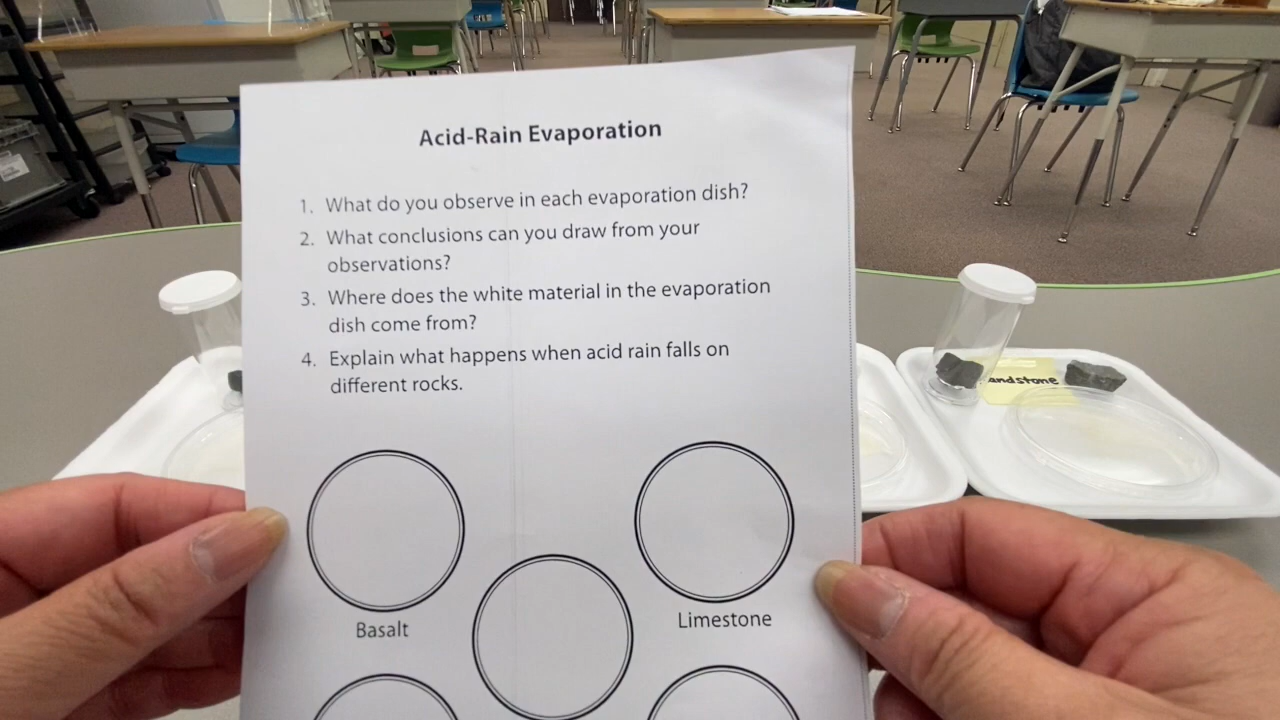 Acid-Rain Evaporation
1. What do you observe in each evaporation dish?
2. What conclusions can you draw from your
observations?
3. Where does the white material in the evaporation
dish come from?
4. Explain what happens when acid rain falls on
different rocks.
andstone
Basalt
Limestone